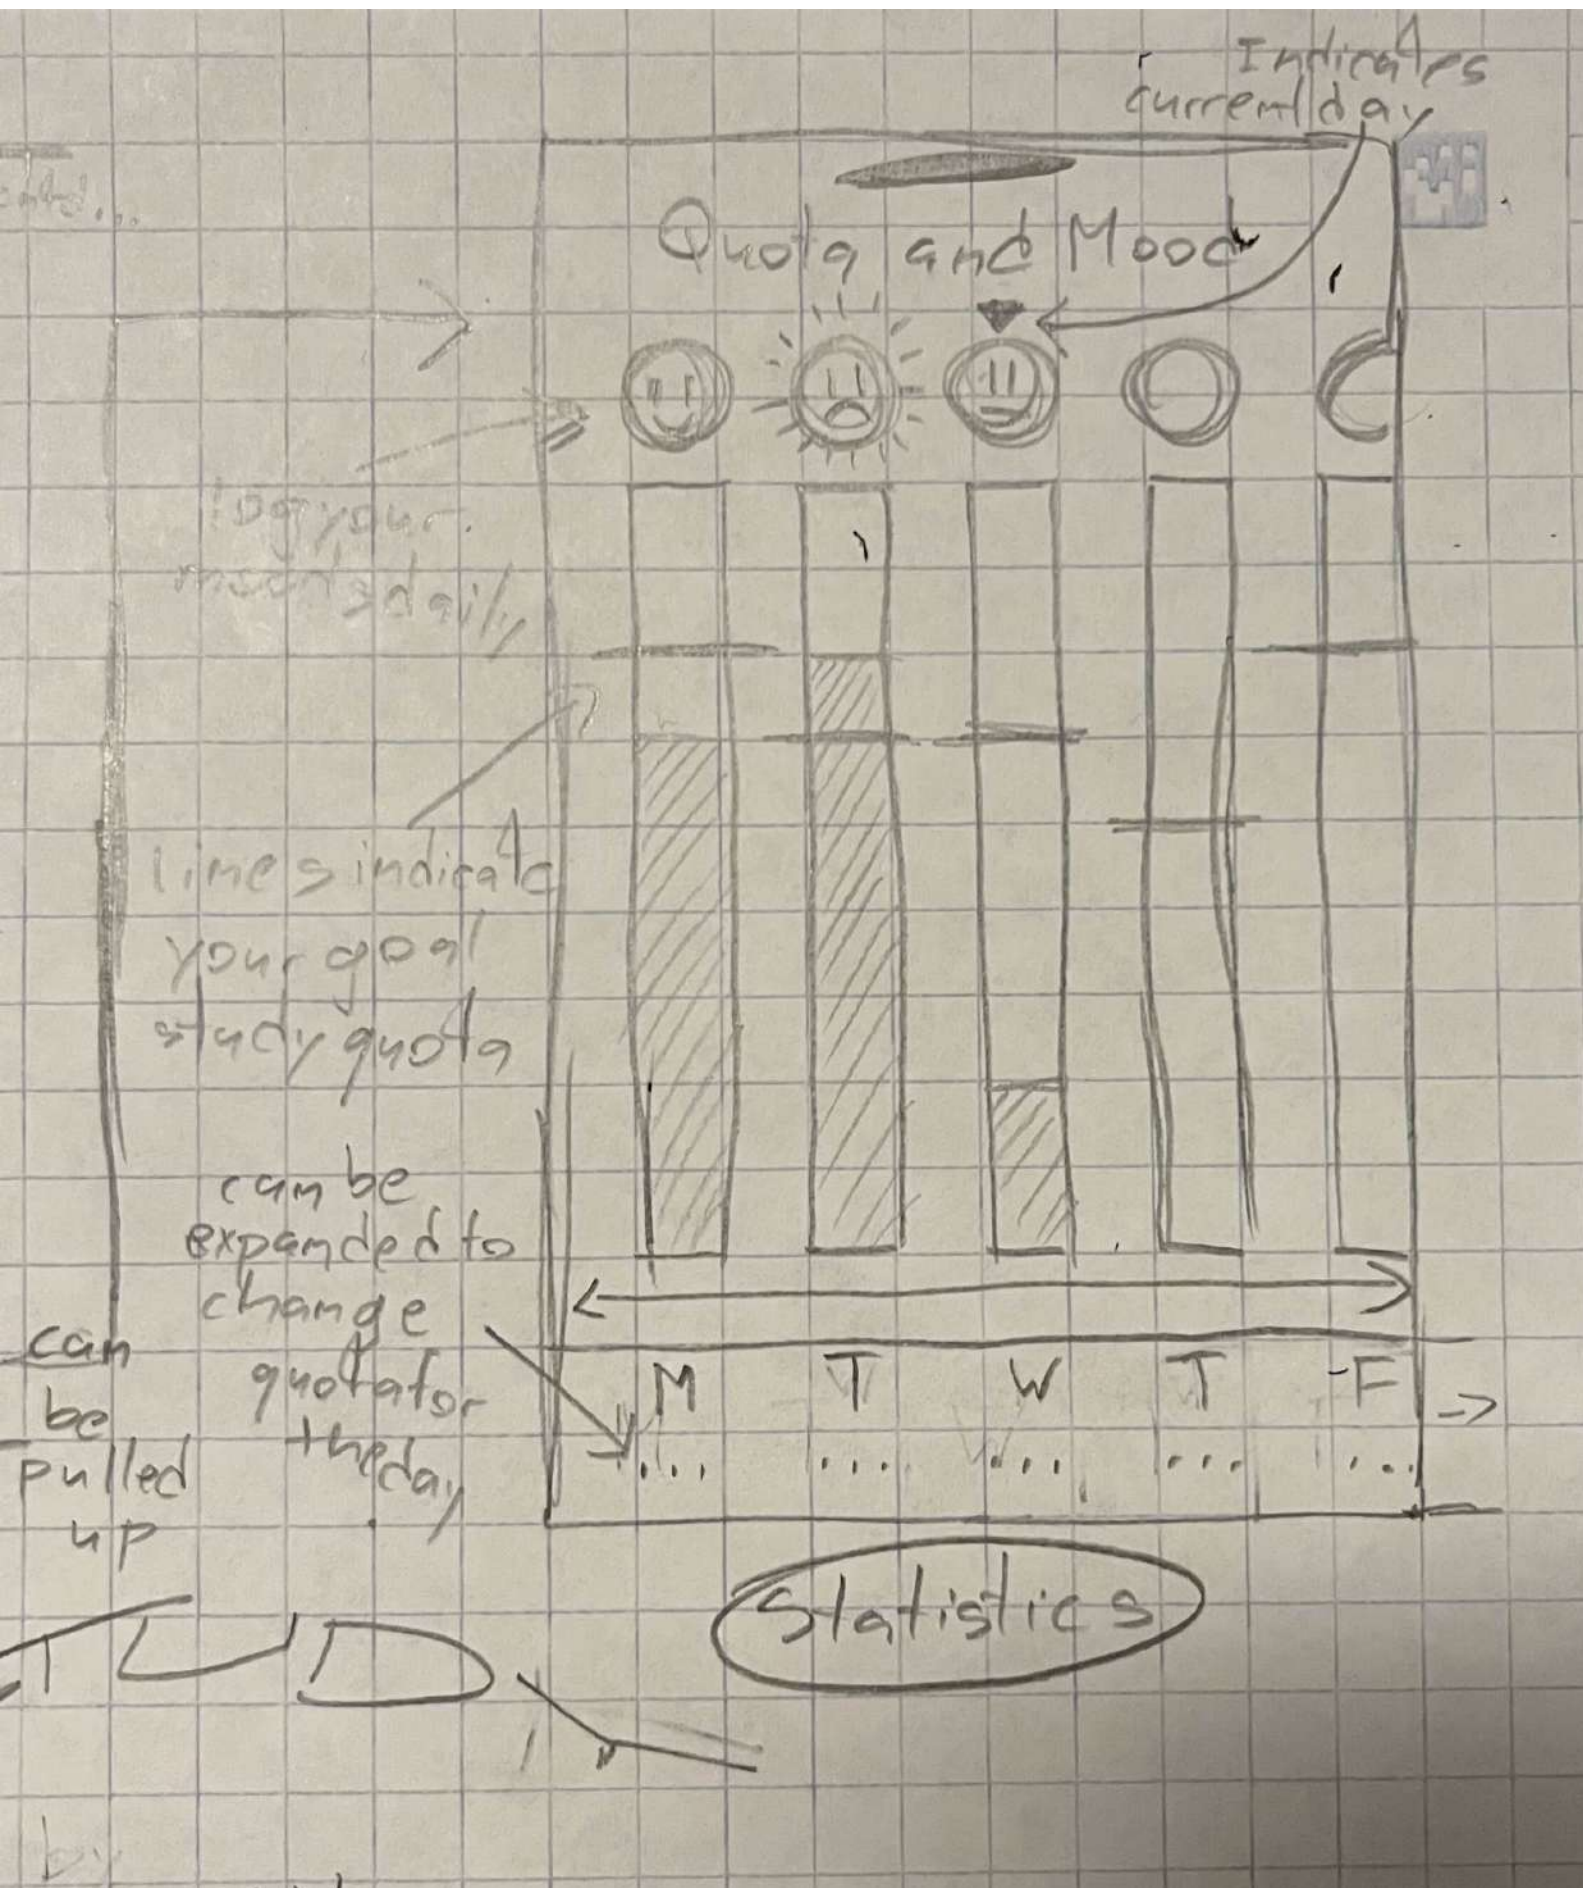 Indicates
current day
Quota and Mood
log your
moods daily
lines indicate
your goal
study quota
can be
expanded to
change
quota for
the day
can
be
pulled
up
M T W T F
... ... ... ... ...
Statistics
by